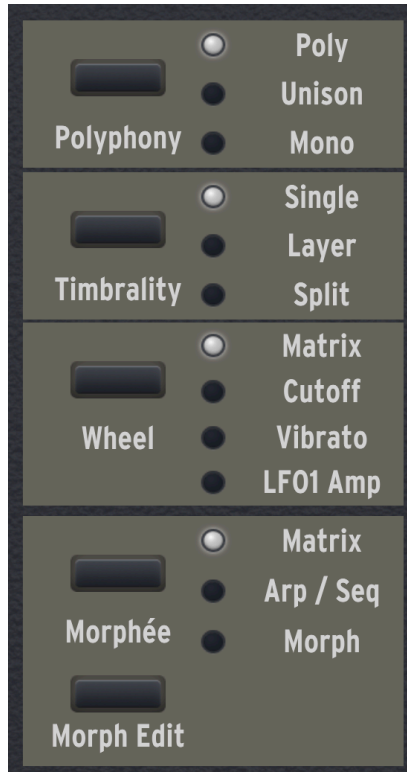 Poly
Unison
Polyphony
Mono
Single
Layer
Timbrality
Split
Matrix
Cutoff
Wheel
Vibrato
LFO1 Amp
Matrix
Arp / Seq
Morphée
Morph
Morph Edit